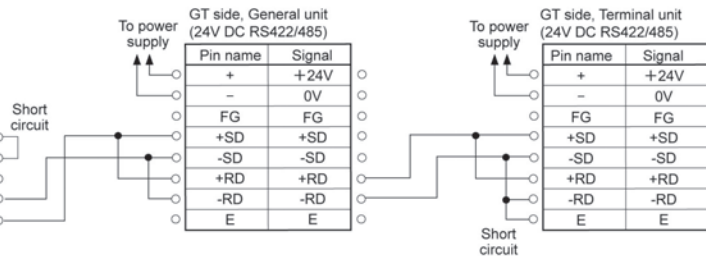 To power
supply
GT side, General unit
(24V DC RS422/485)
Pin name Signal
+ +24V
− 0V
FG FG
+SD +SD
-SD -SD
+RD +RD
-RD -RD
E E
Short
circuit
To power
supply
GT side, Terminal unit
(24V DC RS422/485)
Pin name Signal
+ +24V
− 0V
FG FG
+SD +SD
-SD -SD
+RD +RD
-RD -RD
E E
Short
circuit